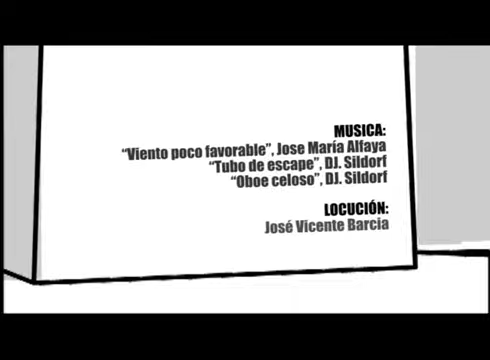 MUSICA:
“Viento poco favorable”, Jose María Alfaya
“Tubo de escape”, DJ. Sildorf
“Oboe celoso”, DJ. Sildorf
LOCUCIÓN:
José Vicente Barcia